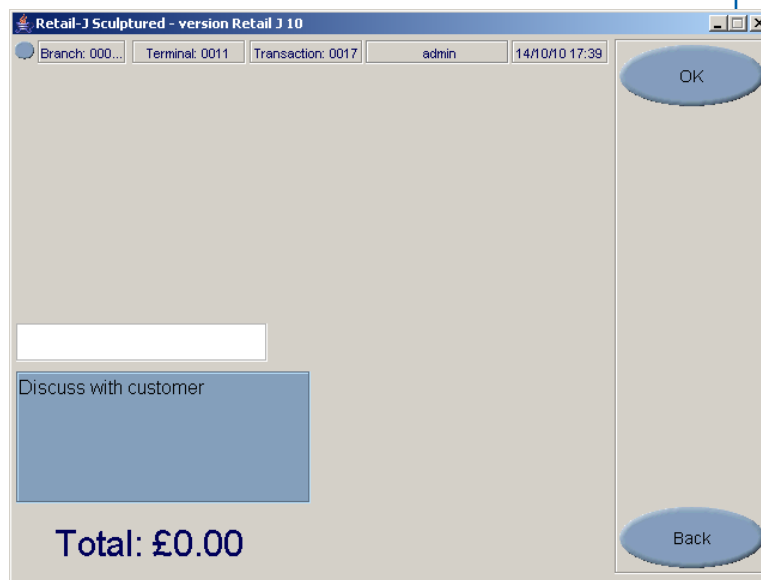 Retail-J Sculptured - version Retail J 10
Branch: 000... Terminal: 0011 Transaction: 0017 admin 14/10/10 17:39
OK
Discuss with customer
Total: £0.00
Back